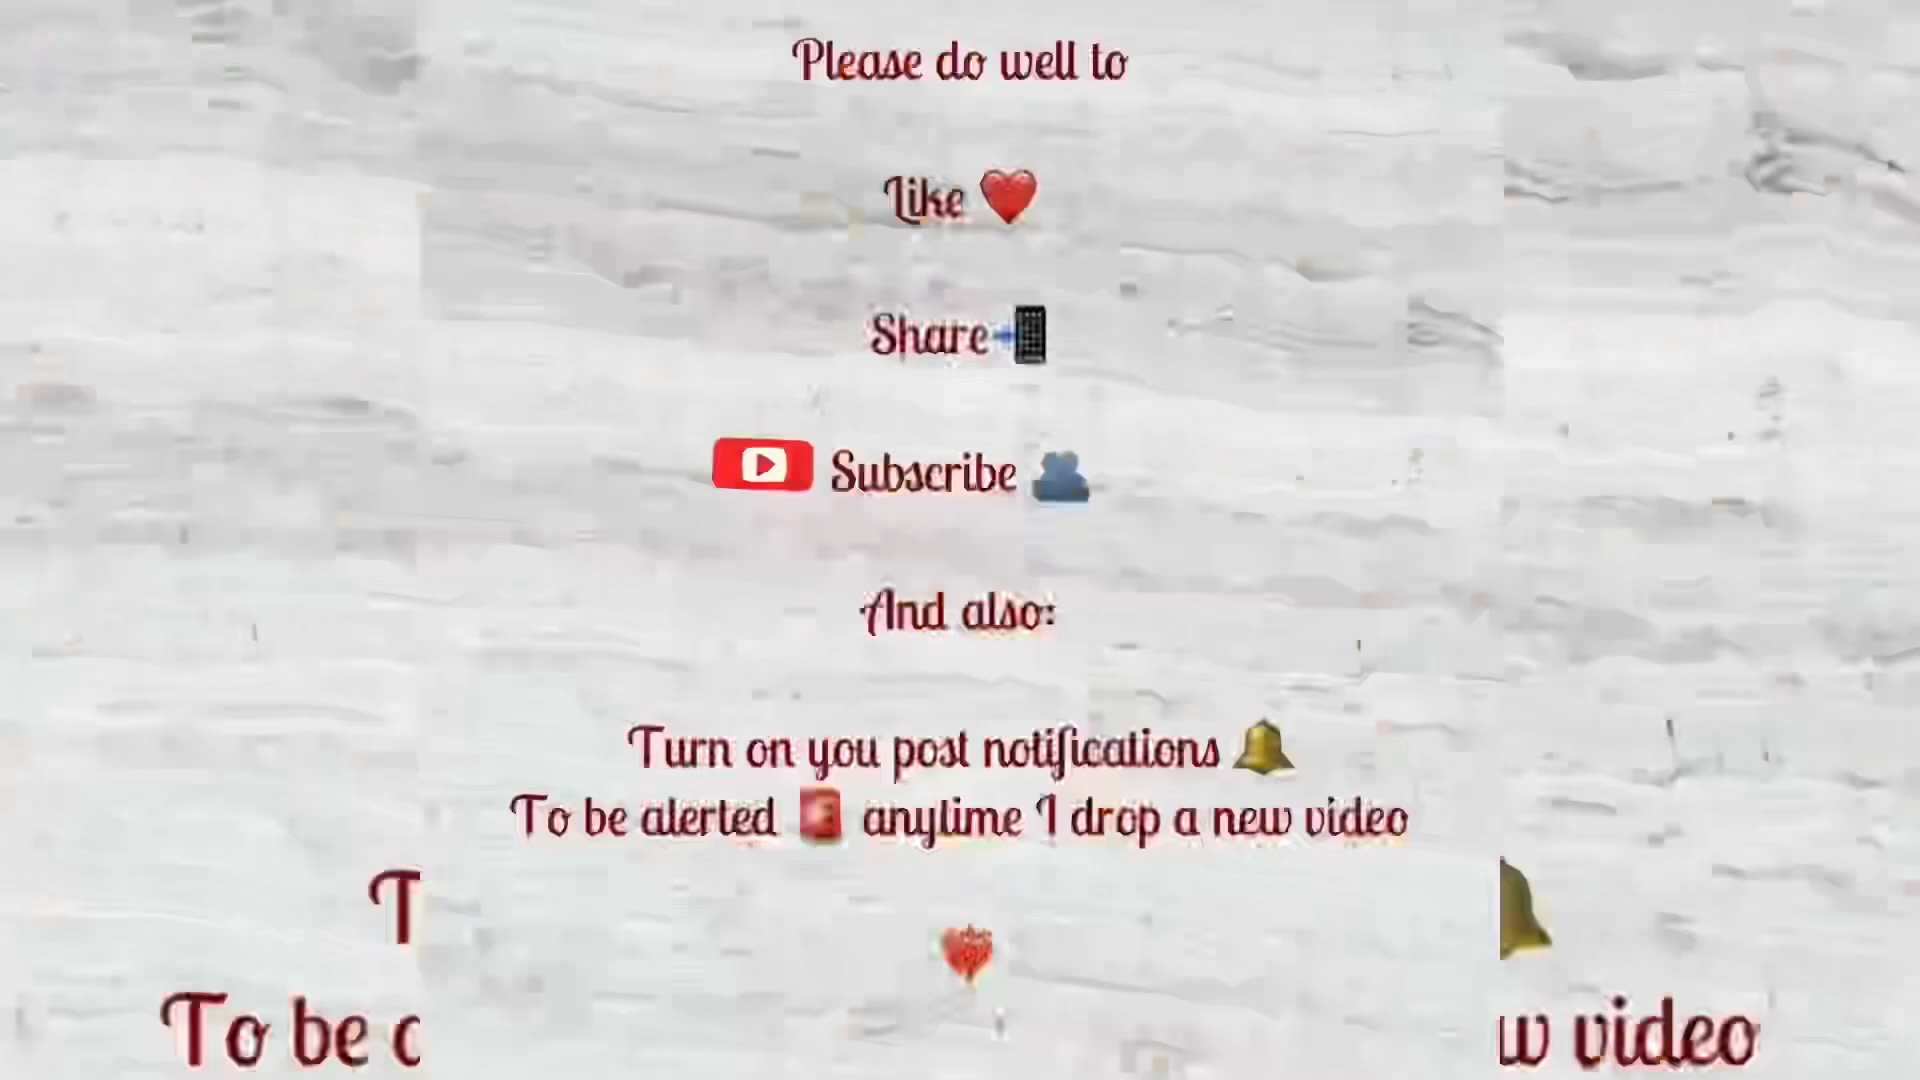 Please do well to
Like ❤️
Share📲
Subscribe 👥
And also:
Turn on you post notifications 🔔
To be alerted 🚨 anytime I drop a new video
T
To be
w video